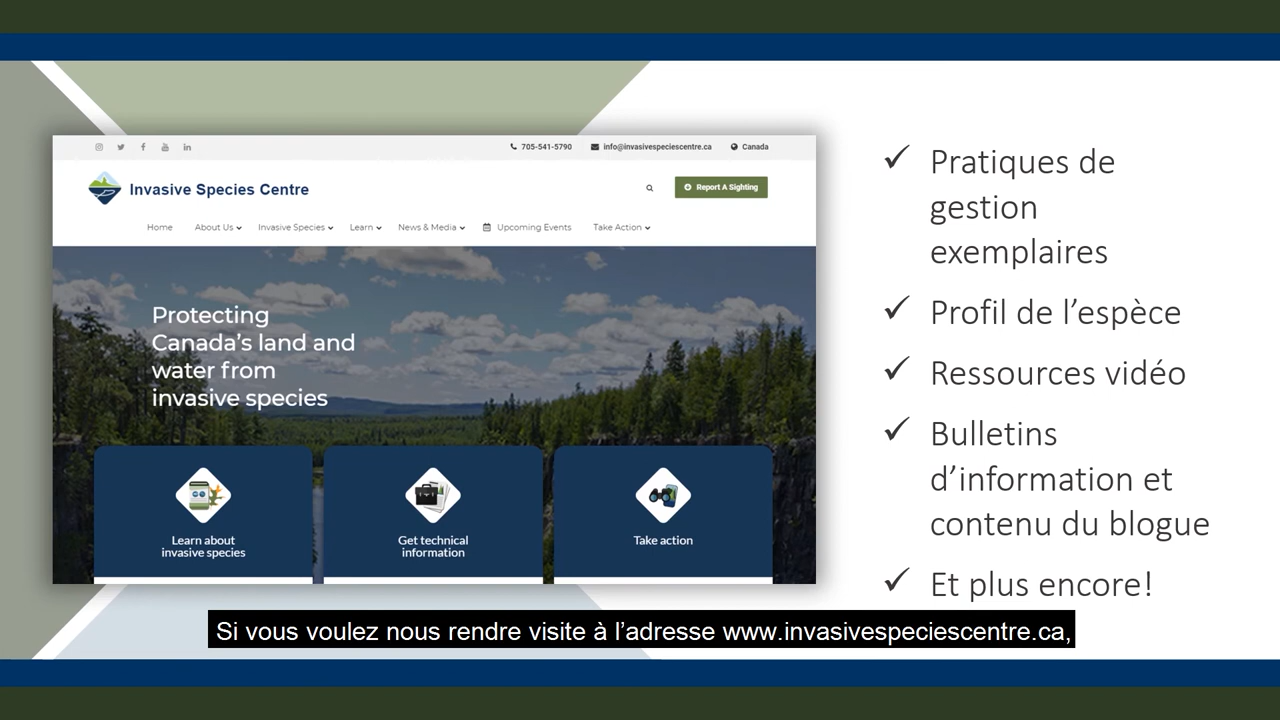 705-541-5790
info@invasivespeciescentre.ca
Canada
Invasive Species Centre
Report A Sighting
Home
About Us
Invasive Species
Learn
News & Media
Upcoming Events
Take Action
Protecting
Canada's land and
water from
invasive species
Learn about
invasive species
Get technical
information
Take action
Pratiques de
gestion
exemplaires
Profil de l’espèce
Ressources vidéo
Bulletins
d’information et
contenu du blogue
Et plus encore!
Si vous voulez nous rendre visite à l’adresse www.invasivespeciescentre.ca,